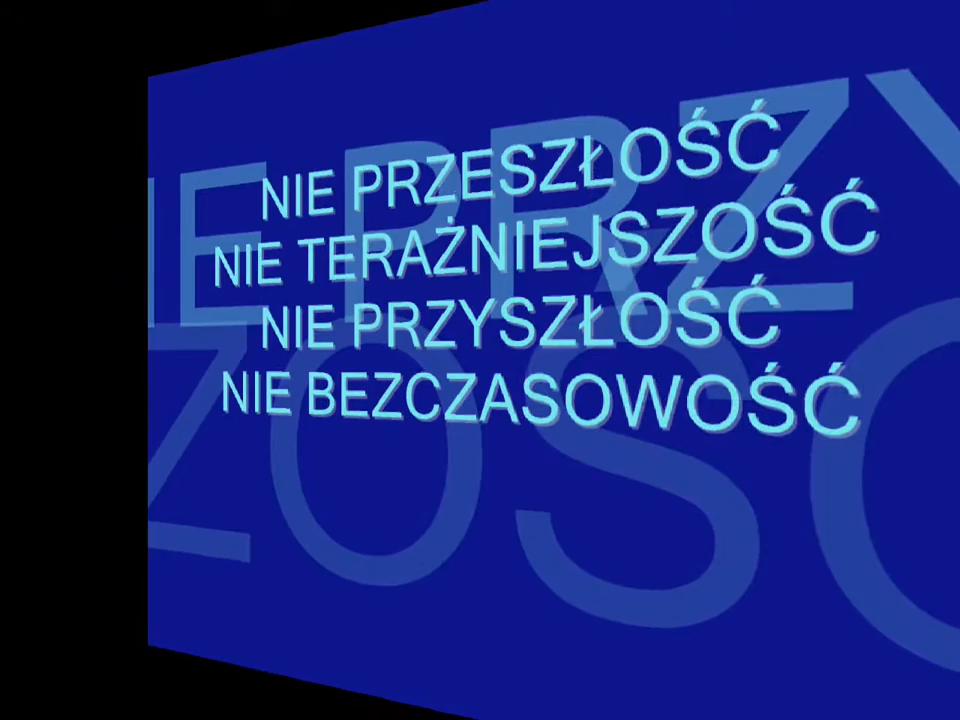 NIE PRZESZŁOŚĆ
NIE TERAŹNIEJSZOŚĆ
NIE PRZYSZŁOŚĆ
NIE BEZCZASOWOŚĆ